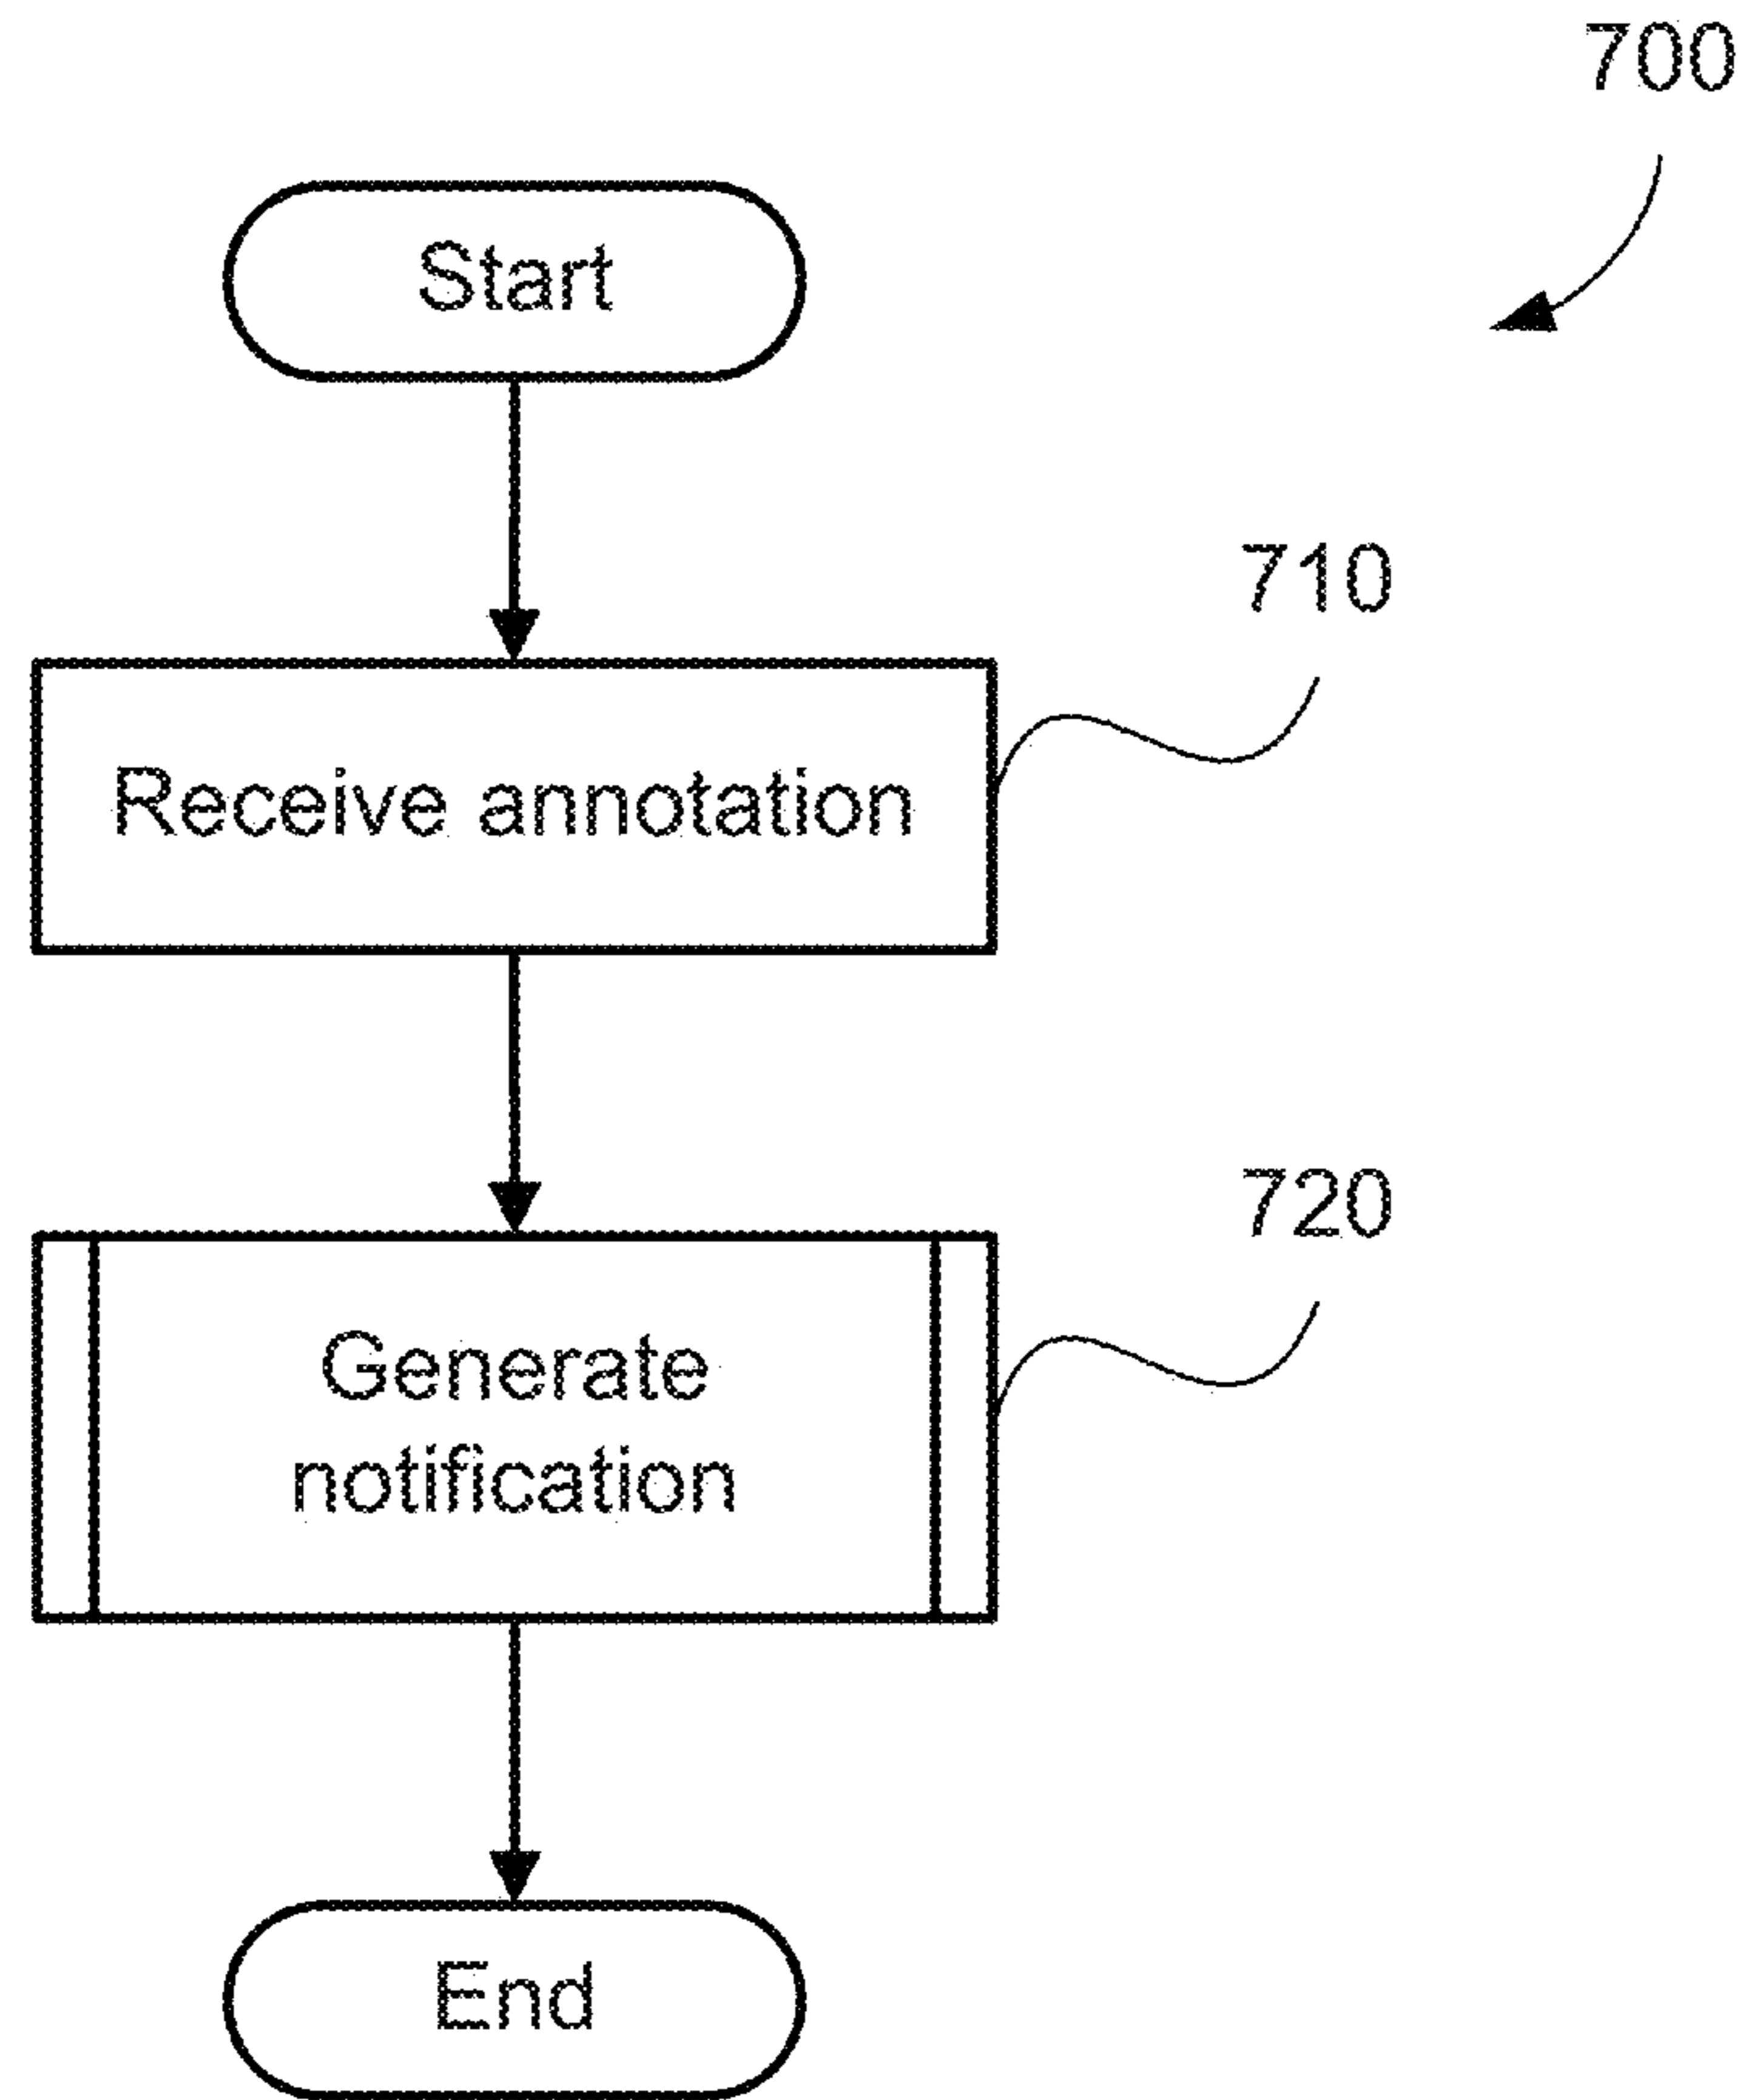 700
Start
710
Receive annotation
720
Generate
notification
End